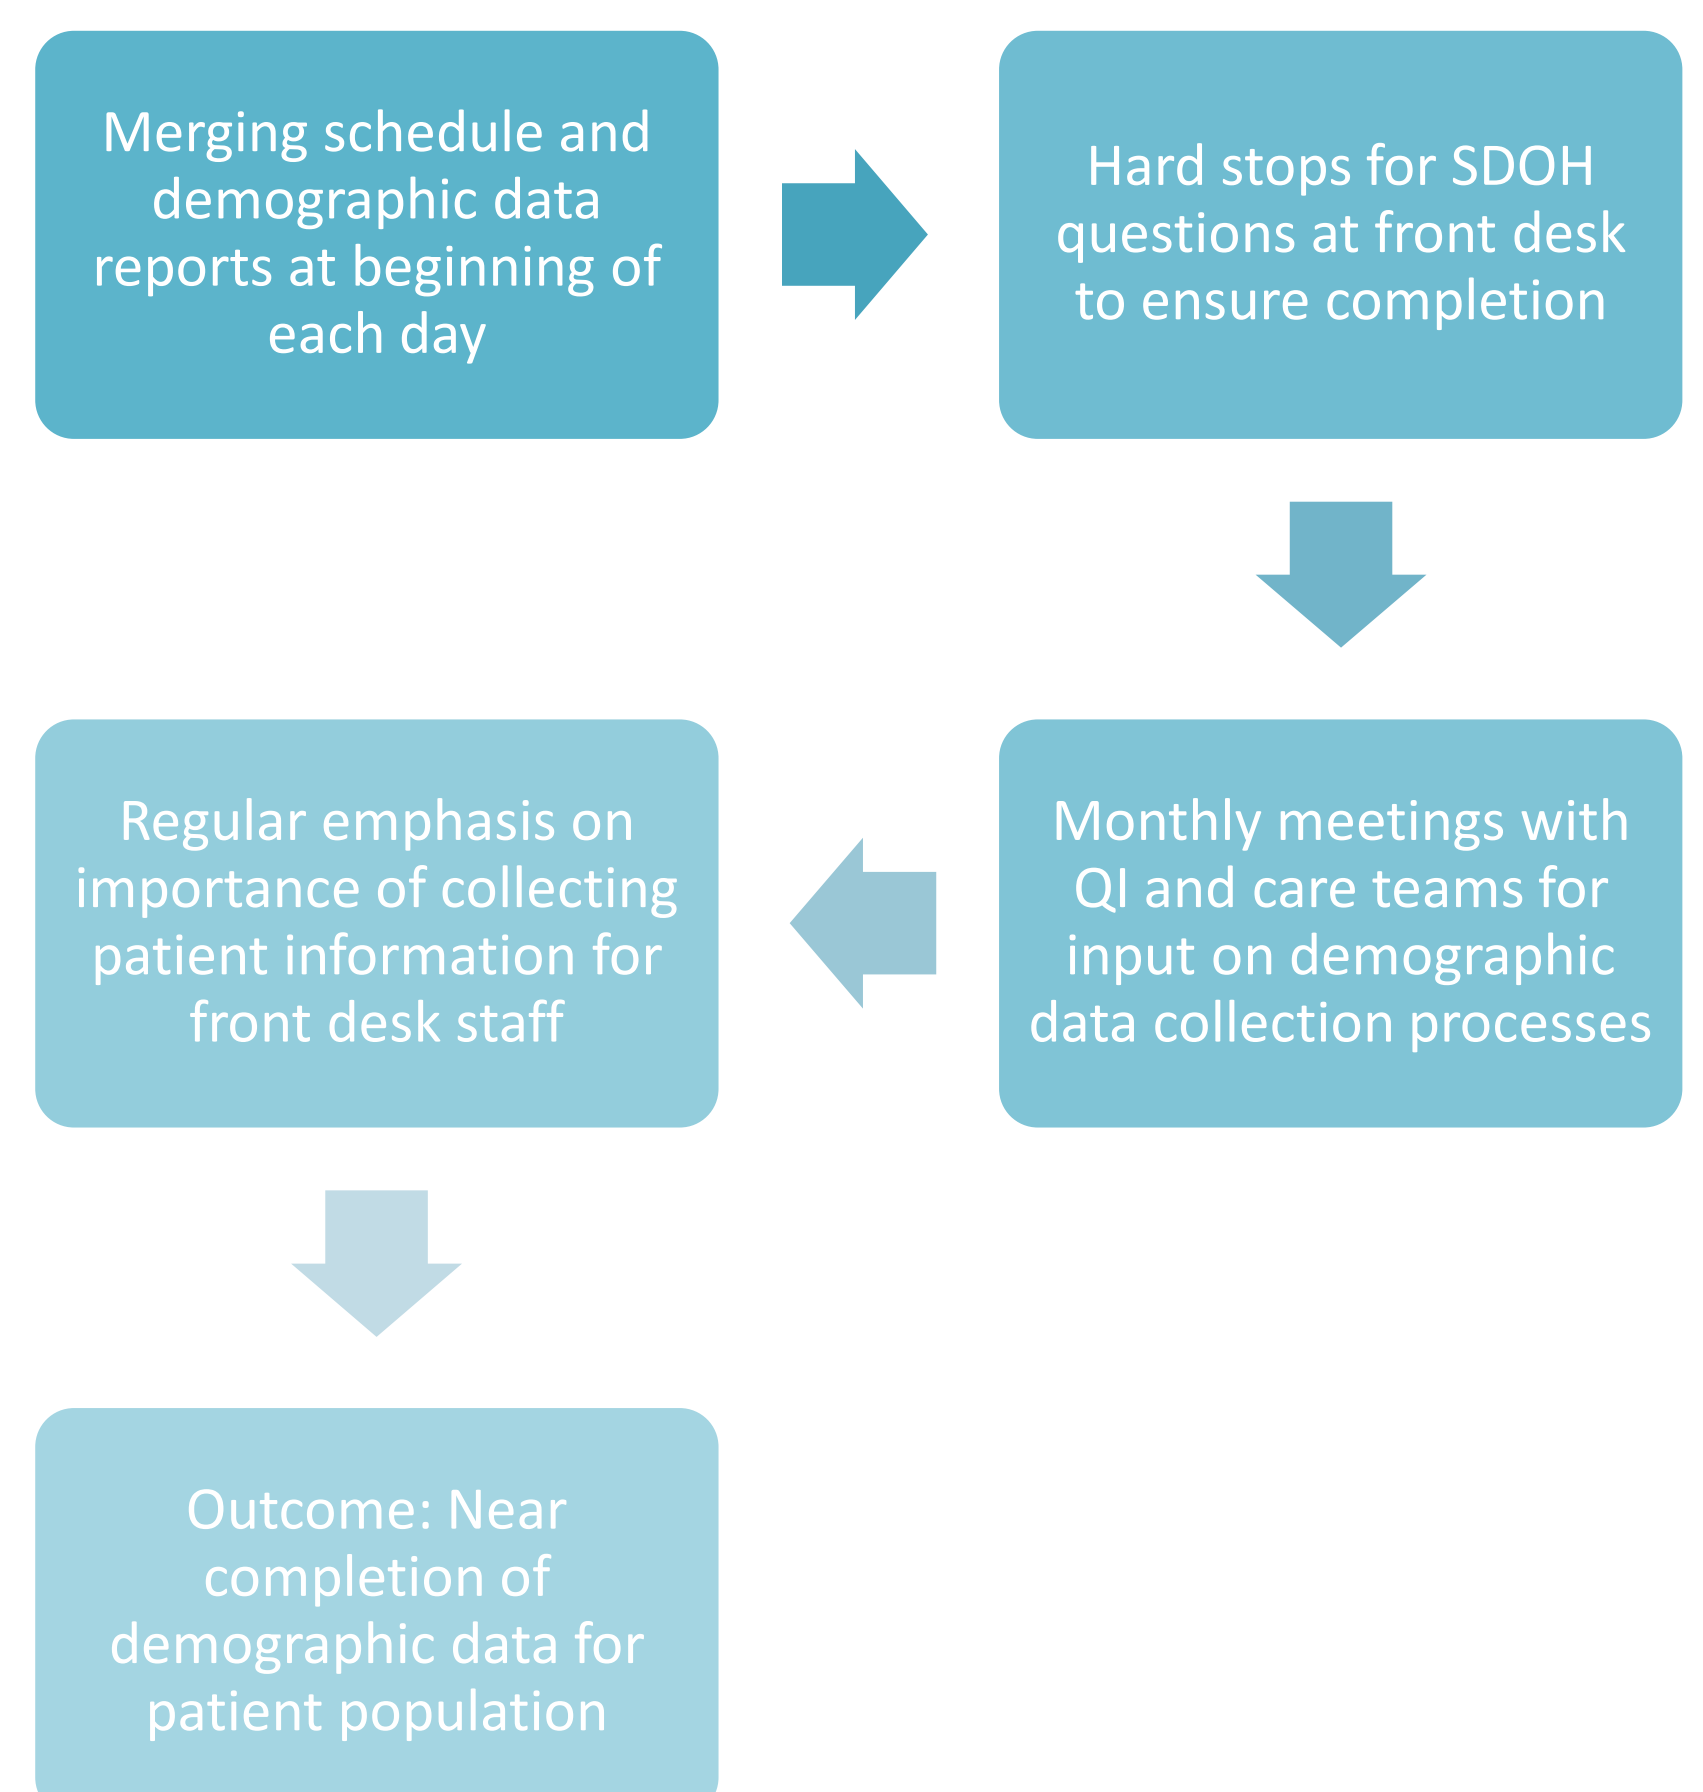 Merging schedule and
demographic data
reports at beginning of
each day
Hard stops for SDOH
questions at front desk
to ensure completion
Monthly meetings with
QI and care teams for
input on demographic
data collection processes
Regular emphasis on
importance of collecting
patient information for
front desk staff
Outcome: Near
completion of
demographic data for
patient population